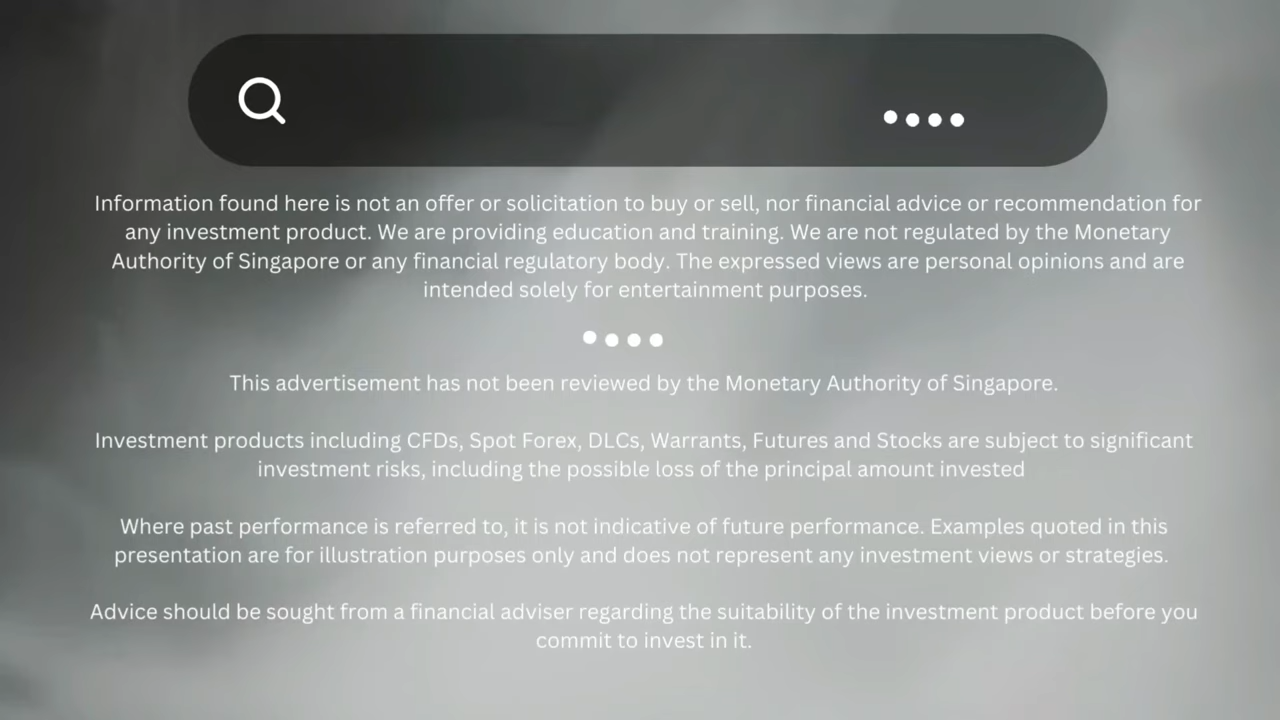 Information found here is not an offer or solicitation to buy or sell, nor financial advice or recommendation for
any investment product. We are providing education and training. We are not regulated by the Monetary
Authority of Singapore or any financial regulatory body. The expressed views are personal opinions and are
intended solely for entertainment purposes.
This advertisement has not been reviewed by the Monetary Authority of Singapore.
Investment products including CFDs, Spot Forex, DLCs, Warrants, Futures and Stocks are subject to significant
investment risks, including the possible loss of the principal amount invested
Where past performance is referred to, it is not indicative of future performance. Examples quoted in this
presentation are for illustration purposes only and does not represent any investment views or strategies.
Advice should be sought from a financial adviser regarding the suitability of the investment product before you
commit to invest in it.